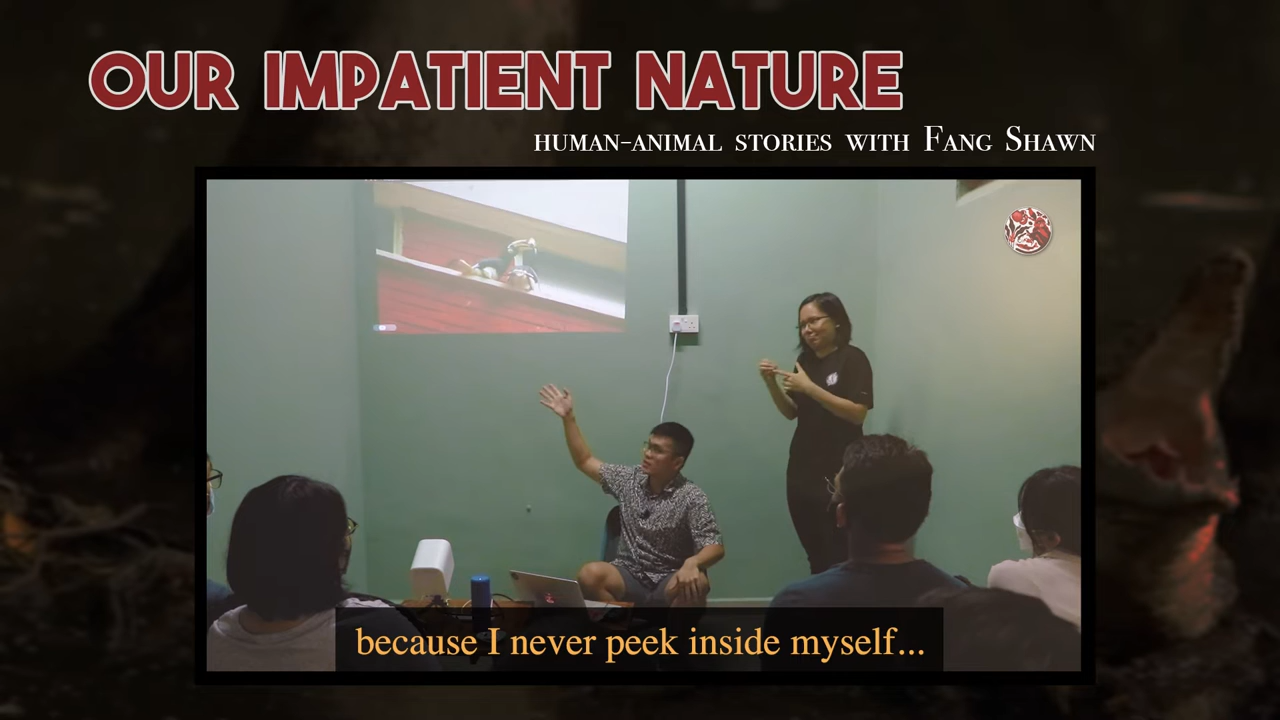 OUR IMPATIENT NATURE
HUMAN-ANIMAL STORIES WITH FANG SHAWN
because I never peek inside myself...